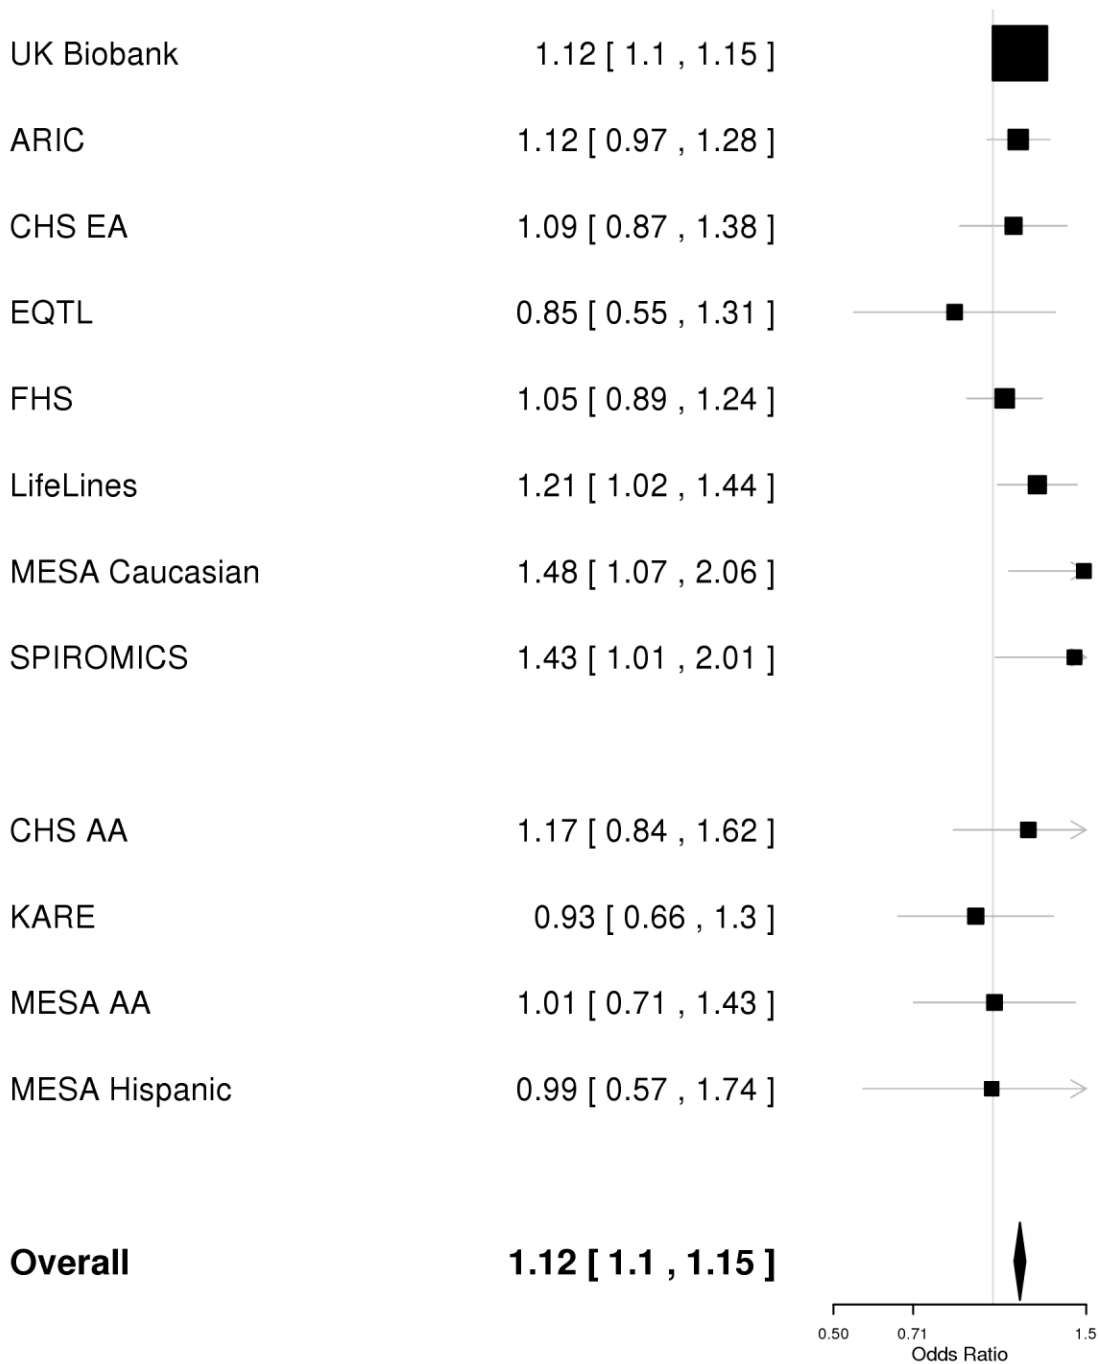 UK Biobank 1.12 [ 1.1 , 1.15 ]
ARIC 1.12 [ 0.97 , 1.28 ]
CHS EA 1.09 [ 0.87 , 1.38 ]
EQTL 0.85 [ 0.55 , 1.31 ]
FHS 1.05 [ 0.89 , 1.24 ]
LifeLines 1.21 [ 1.02 , 1.44 ]
MESA Caucasian 1.48 [ 1.07 , 2.06 ]
SPIROMICS 1.43 [ 1.01 , 2.01 ]
CHS AA 1.17 [ 0.84 , 1.62 ]
KARE 0.93 [ 0.66 , 1.3 ]
MESA AA 1.01 [ 0.71 , 1.43 ]
MESA Hispanic 0.99 [ 0.57 , 1.74 ]
Overall 1.12 [ 1.1 , 1.15 ]
0.50 0.71 1.5
Odds Ratio